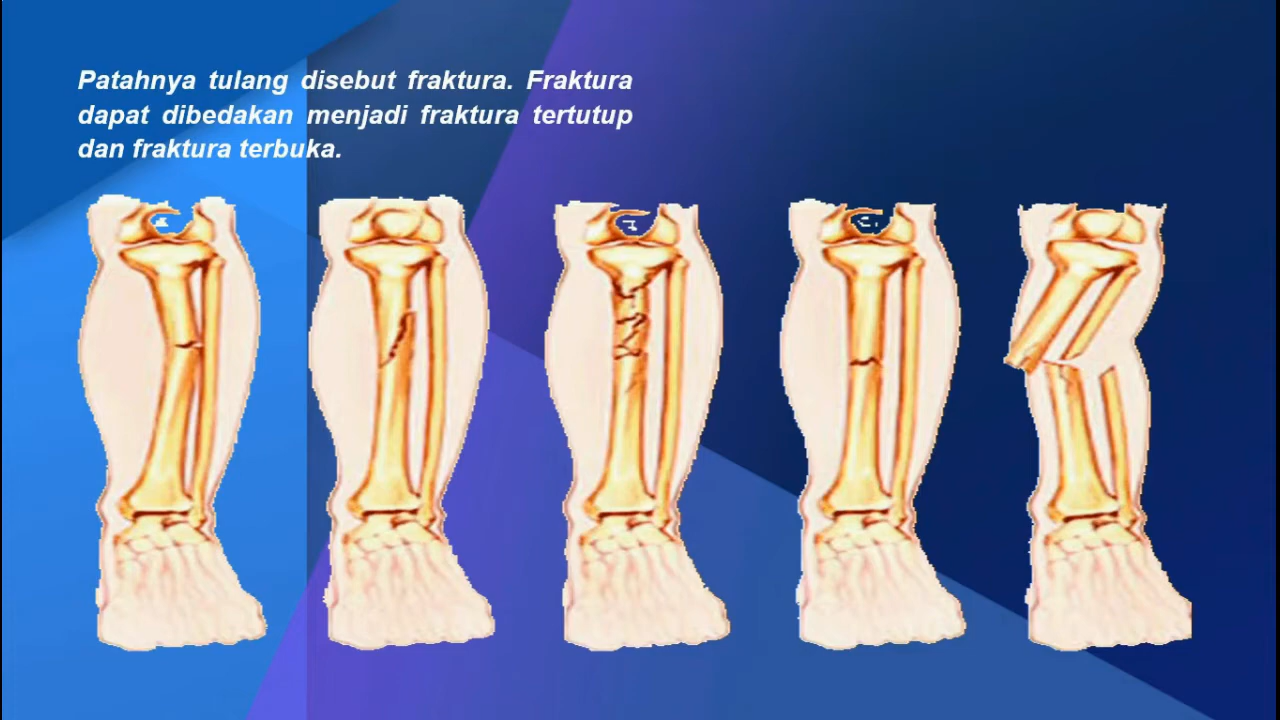 Patahnya tulang disebut fraktura. Fraktura
dapat dibedakan menjadi fraktura tertutup
dan fraktura terbuka.